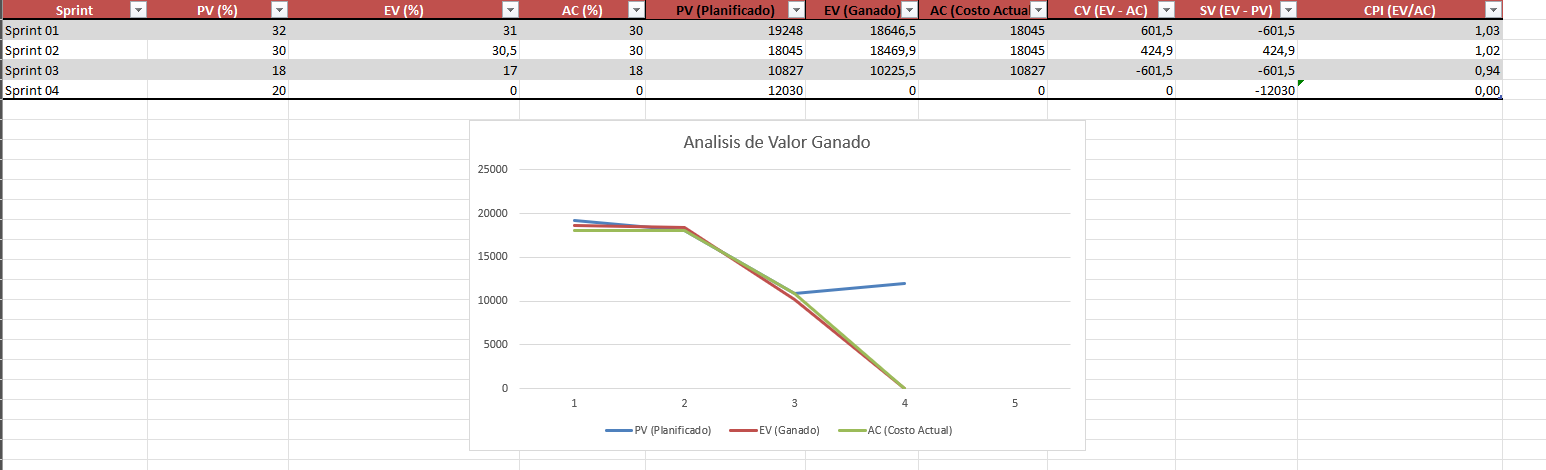 Sprint PV (%) EV (%) AC (%) PV (Planificado) EV (Ganado) AC (Costo Actual CV (EV - AC) SV (EV - PV) CPI (EV/AC)
Sprint 01 32 31 30 19248 18646,5 18045 601,5 -601,5 1,03
Sprint 02 30 30,5 30 18045 18469,9 18045 424,9 424,9 1,02
Sprint 03 18 17 18 10827 10225,5 10827 -601,5 -601,5 0,94
Sprint 04 20 0 0 12030 0 0 0 -12030 0,00
Analisis de Valor Ganado
25000
20000
15000
10000
5000
0
1 2 3 4 5
PV (Planificado) EV (Ganado) AC (Costo Actual)